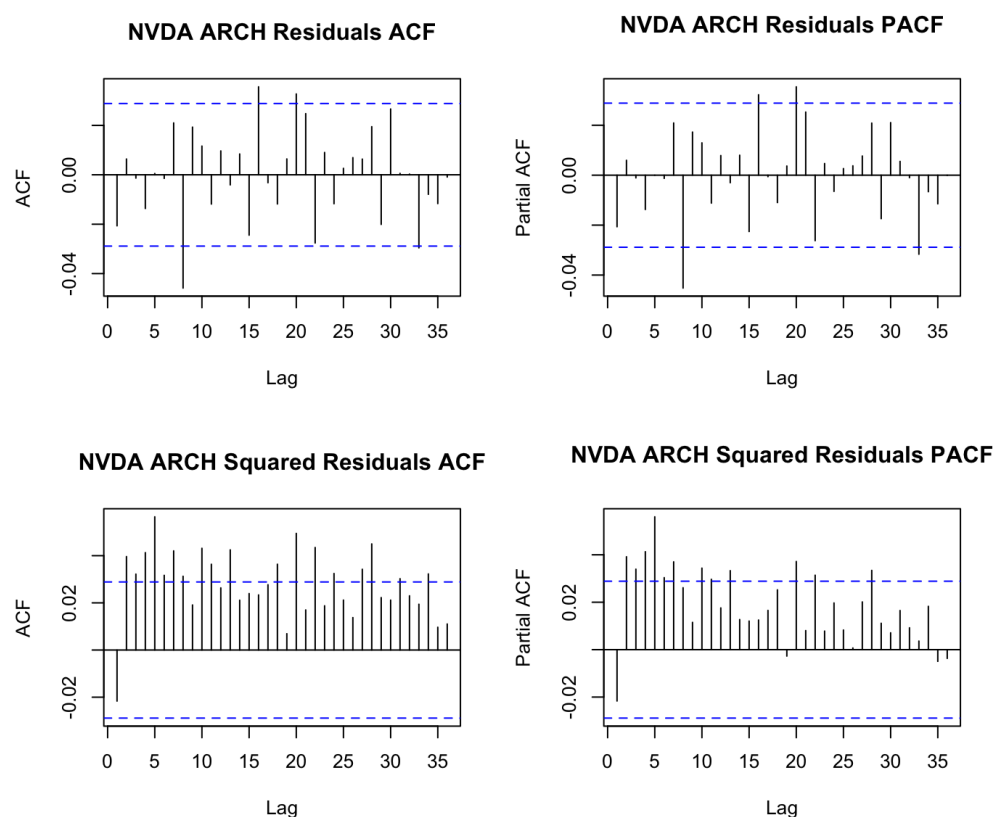 NVDA ARCH Residuals ACF
ACF
0.00
-0.04
0 5 10 15 20 25 30 35
Lag
NVDA ARCH Residuals PACF
Partial ACF
0.00
-0.04
0 5 10 15 20 25 30 35
Lag
NVDA ARCH Squared Residuals ACF
ACF
0.02
-0.02
0 5 10 15 20 25 30 35
Lag
NVDA ARCH Squared Residuals PACF
Partial ACF
0.02
-0.02
0 5 10 15 20 25 30 35
Lag